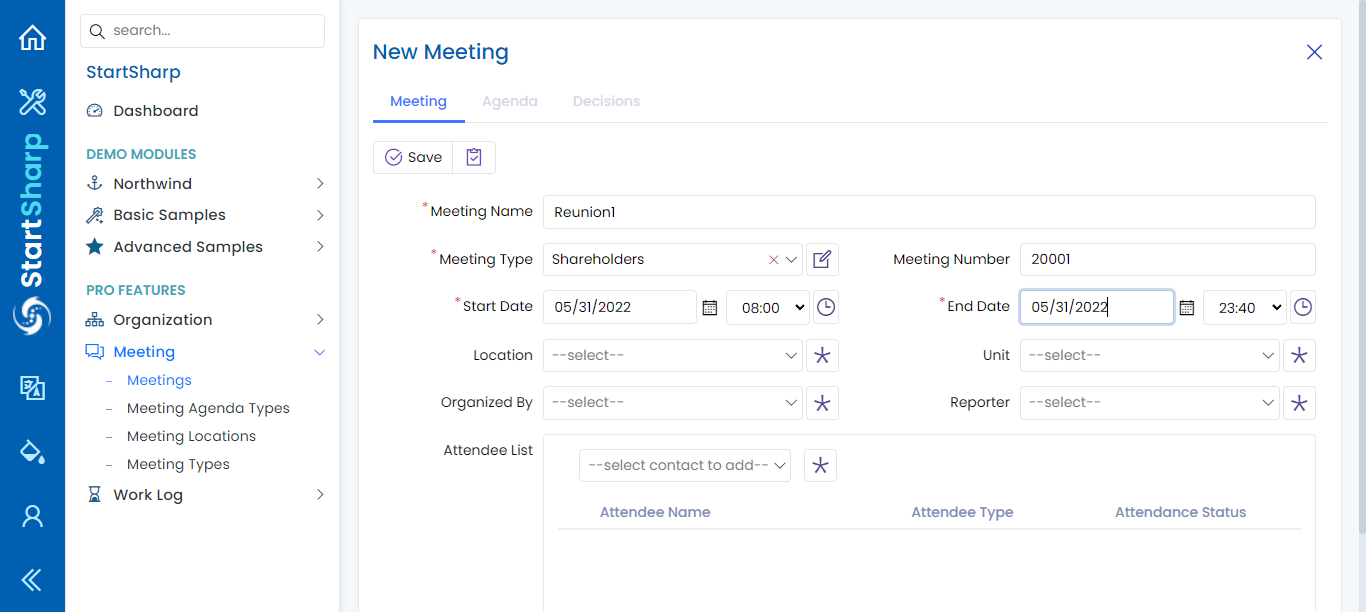 search...
StartSharp
Dashboard
DEMO MODULES
Northwind
Basic Samples
Advanced Samples
PRO FEATURES
Organization
Meeting
– Meetings
– Meeting Agenda Types
– Meeting Locations
– Meeting Types
Work Log
StartSharp
New Meeting
Meeting Agenda Decisions
Save
*Meeting Name Reunion1
*Meeting Type Shareholders Meeting Number 20001
*Start Date 05/31/2022 08:00 *End Date 05/31/2022 23:40
Location --select-- Unit --select--
Organized By --select-- Reporter --select--
Attendee List --select contact to add--
Attendee Name Attendee Type Attendance Status